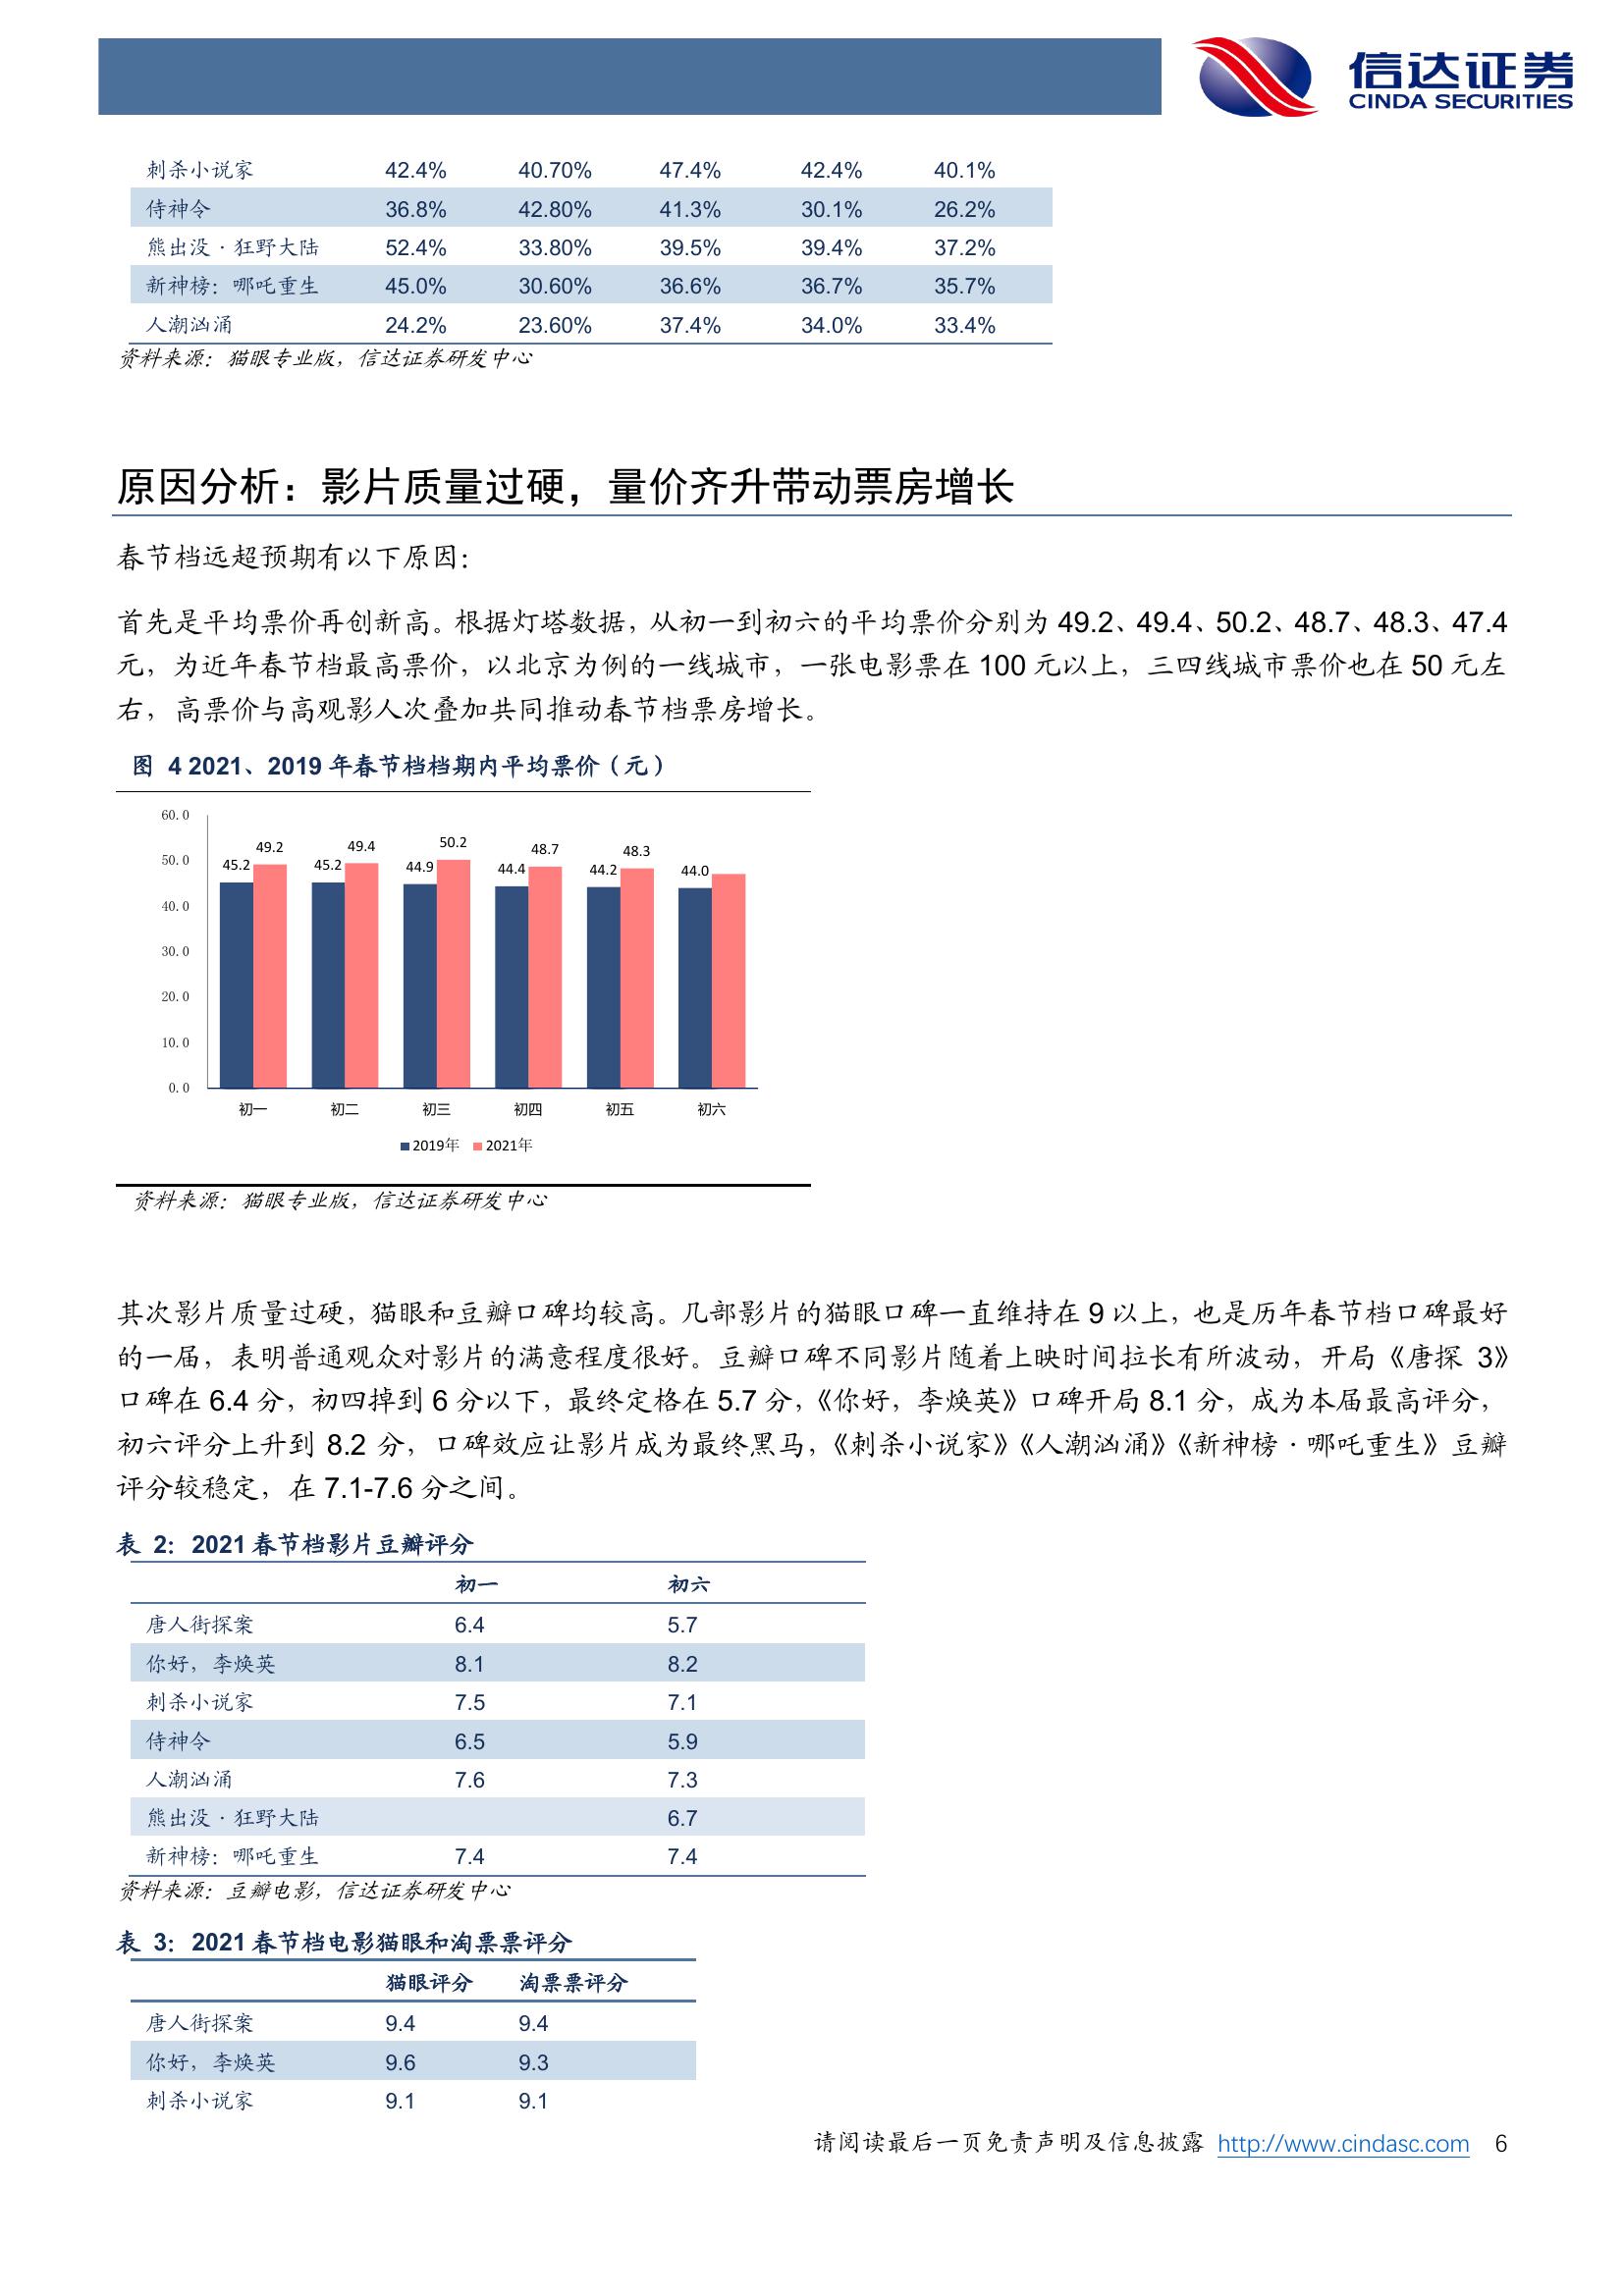 信达证券
CINDA SECURITIES
刺杀小说家 42.4% 40.70% 47.4% 42.4% 40.1%
侍神令 36.8% 42.80% 41.3% 30.1% 26.2%
熊出没·狂野大陆 52.4% 33.80% 39.5% 39.4% 37.2%
新神榜：哪吒重生 45.0% 30.60% 36.6% 36.7% 35.7%
人潮汹涌 24.2% 23.60% 37.4% 34.0% 33.4%
资料来源：猫眼专业版，信达证券研发中心
原因分析：影片质量过硬，量价齐升带动票房增长
春节档远超预期有以下原因：
首先是平均票价再创新高。根据灯塔数据，从初一到初六的平均票价分别为 49.2、49.4、50.2、48.7、48.3、47.4
元，为近年春节档最高票价，以北京为例的一线城市，一张电影票在 100 元以上，三四线城市票价也在 50 元左
右，高票价与高观影人次叠加共同推动春节档票房增长。
图 4 2021、2019 年春节档档期内平均票价（元）
60.0
50.0
40.0
30.0
20.0
10.0
0.0
45.2 49.2 45.2 49.4 44.9 50.2 44.4 48.7 44.2 48.3 44.0
初一 初二 初三 初四 初五 初六
2019年 2021年
资料来源：猫眼专业版，信达证券研发中心
其次影片质量过硬，猫眼和豆瓣口碑均较高。几部影片的猫眼口碑一直维持在 9 以上，也是历年春节档口碑最好
的一届，表明普通观众对影片的满意程度很好。豆瓣口碑不同影片随着上映时间拉长有所波动，开局《唐探 3》
口碑在 6.4 分，初四掉到 6 分以下，最终定格在 5.7 分，《你好，李焕英》口碑开局 8.1 分，成为本届最高评分，
初六评分上升到 8.2 分，口碑效应让影片成为最终黑马，《刺杀小说家》《人潮汹涌》《新神榜·哪吒重生》豆瓣
评分较稳定，在 7.1-7.6 分之间。
表 2：2021 春节档影片豆瓣评分
初一 初六
唐人街探案 6.4 5.7
你好，李焕英 8.1 8.2
刺杀小说家 7.5 7.1
侍神令 6.5 5.9
人潮汹涌 7.6 7.3
熊出没·狂野大陆 6.7
新神榜：哪吒重生 7.4 7.4
资料来源：豆瓣电影，信达证券研发中心
表 3：2021 春节档电影猫眼和淘票票评分
猫眼评分 淘票票评分
唐人街探案 9.4 9.4
你好，李焕英 9.6 9.3
刺杀小说家 9.1 9.1
请阅读最后一页免责声明及信息披露 http://www.cindasc.com 6